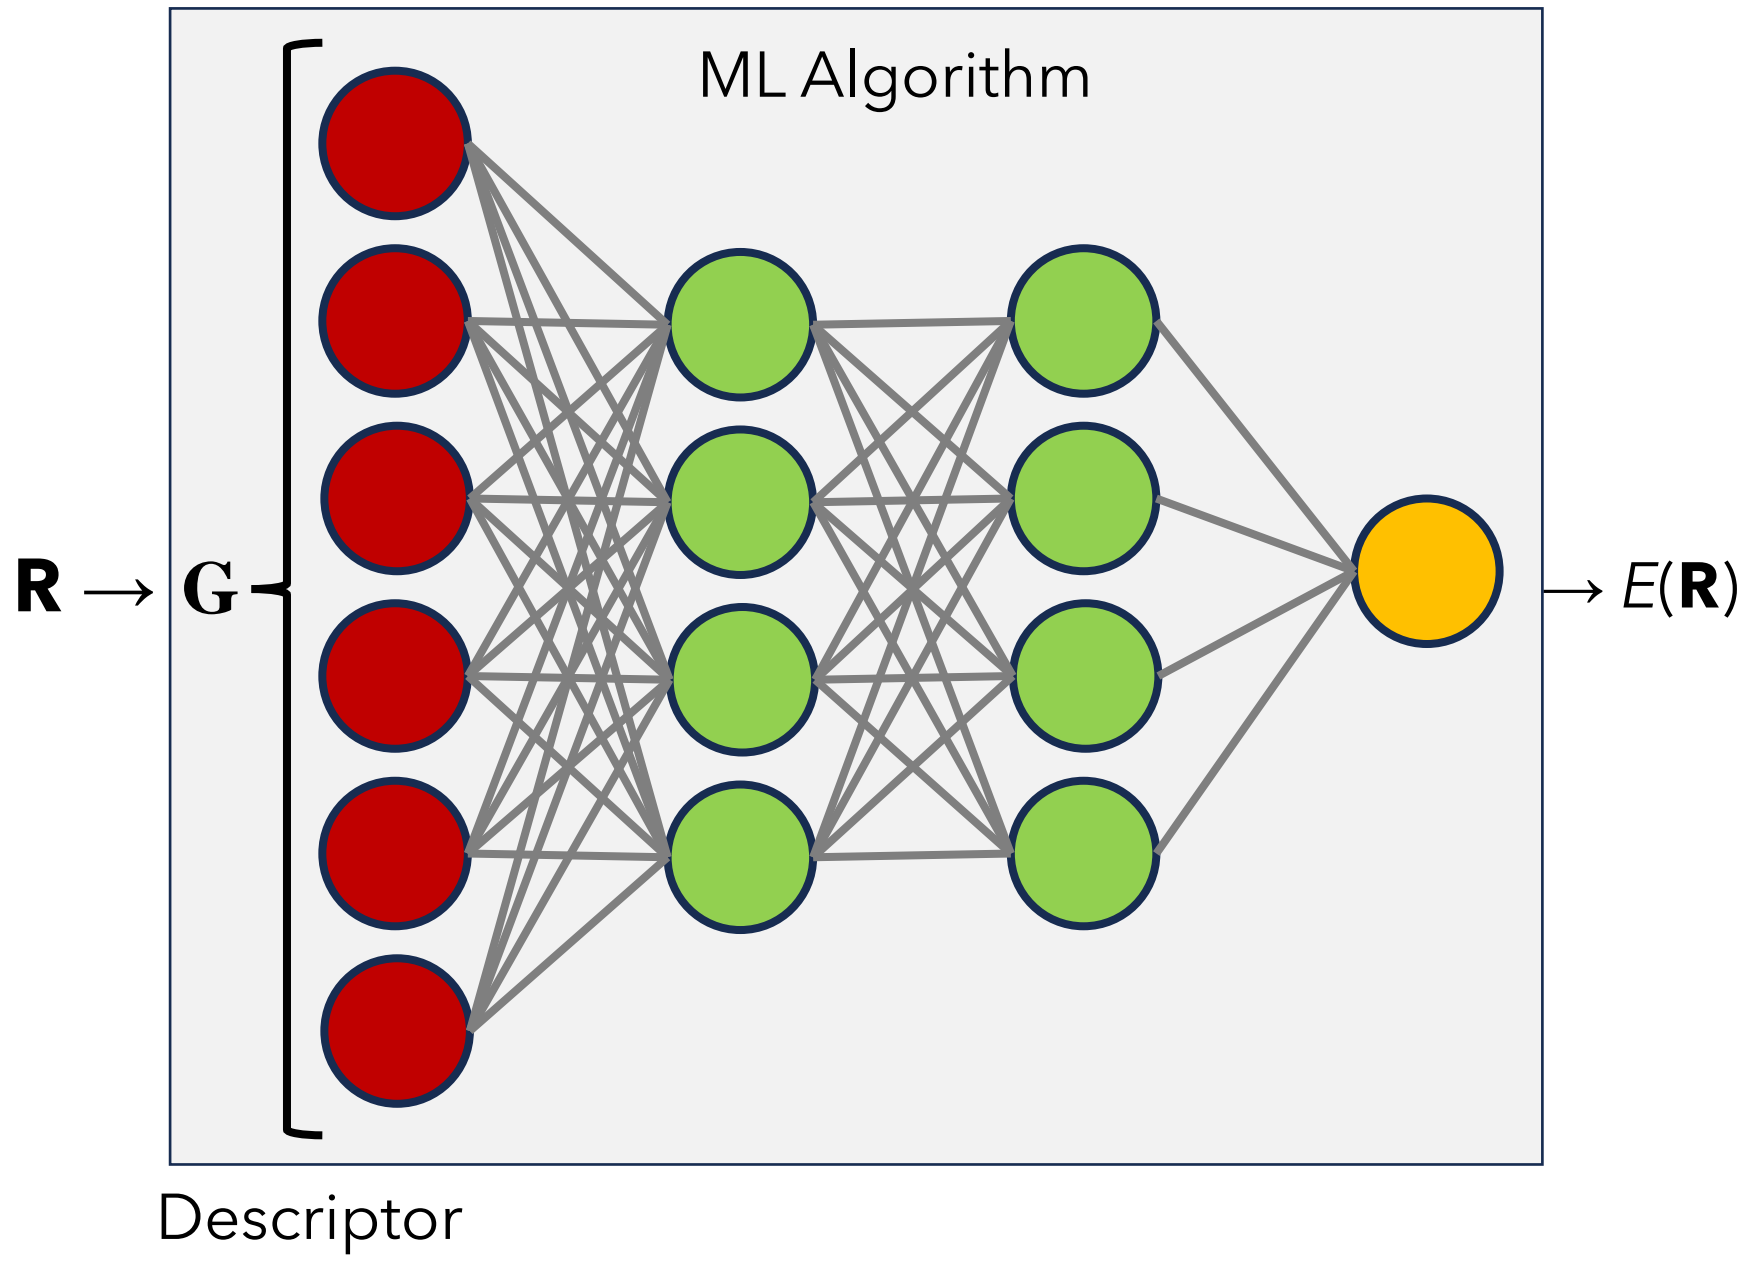 ML Algorithm
R → G
→ E(R)
Descriptor